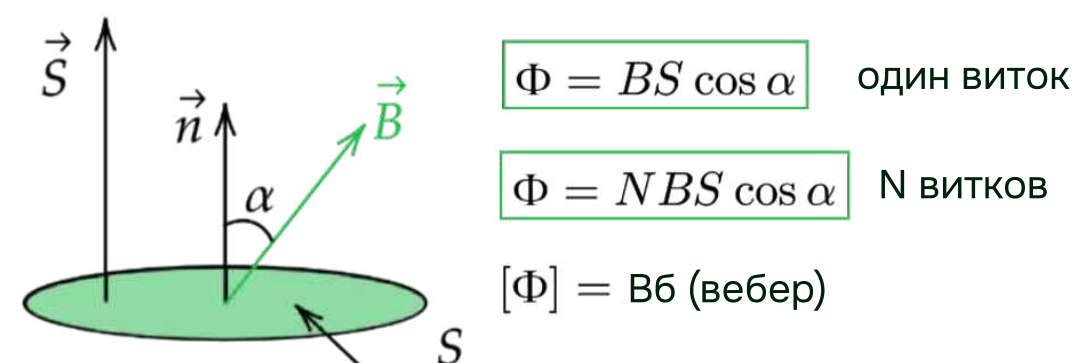 S⃗
n⃗
B⃗
α
S
Φ = BS cos α один виток
Φ = NBS cos α N витков
[Φ] = Вб (вебер)